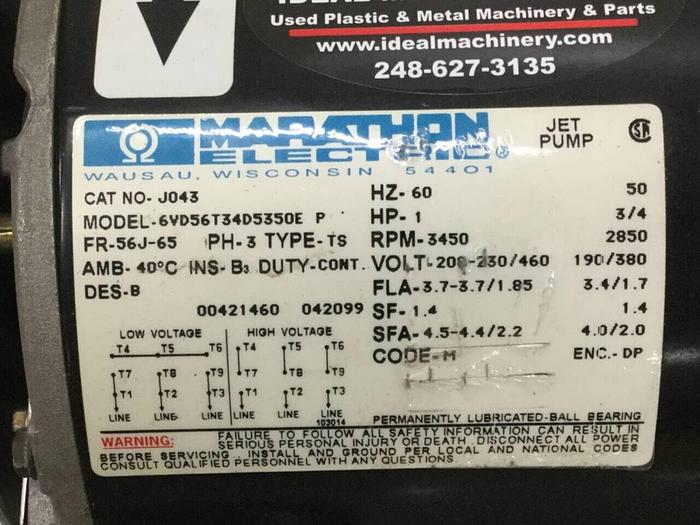 Used Plastic & Metal Machinery & Parts
www.idealmachinery.com
248-627-3135
MARATHON ELECTRIC®
JET PUMP
WAUSAU, WISCONSIN 54401
CAT NO- J043
MODEL-6VD56T34D5350E P
FR-56J-65 PH-3 TYPE-TS
AMB- 40°C INS-B3 DUTY-CONT.
DES-B
00421460 042099
HZ-60 50
HP-1 3/4
RPM-3450 2850
VOLT-208-230/460 190/380
FLA-3.7-3.7/1.85 3.4/1.7
SF-1.4 1.4
SFA-4.5-4.4/2.2 4.0/2.0
CODE-M ENC.-DP
LOW VOLTAGE HIGH VOLTAGE
T4 T5 T6 T4 T5 T6
T7 T8 T9 T7 T8 T9
T1 T2 T3 T1 T2 T3
LINE LINE LINE LINE LINE LINE
103014
PERMANENTLY LUBRICATED-BALL BEARING
WARNING: FAILURE TO FOLLOW ALL SAFETY INFORMATION CAN RESULT IN
SERIOUS PERSONAL INJURY OR DEATH. DISCONNECT ALL POWER
BEFORE SERVICING. INSTALL AND GROUND PER LOCAL AND NATIONAL CODES
CONSULT QUALIFIED PERSONNEL WITH ANY QUESTIONS.